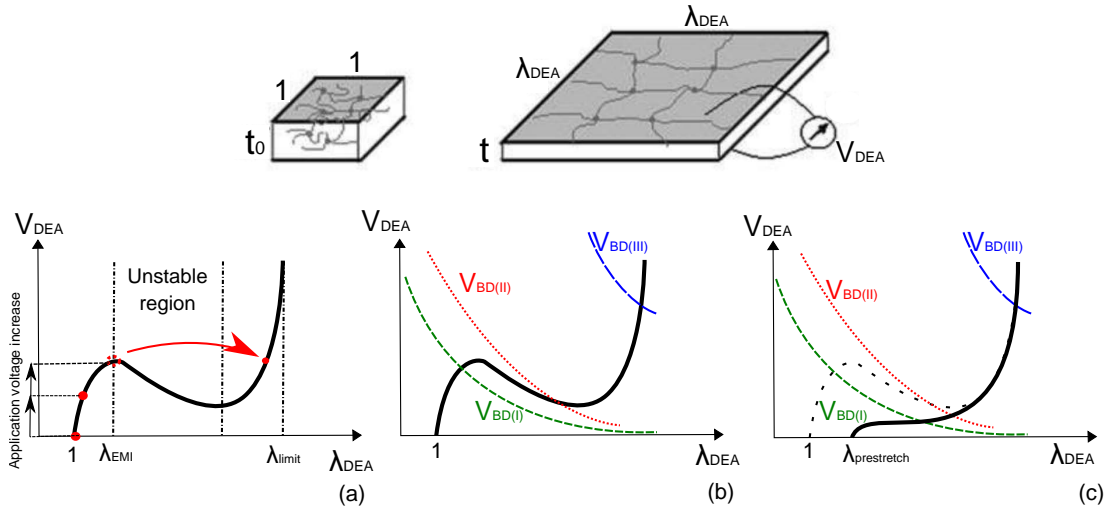 λDEA
1
1
λDEA
t0
t
VDEA
VDEA
Application voltage increase
Unstable
region
1
λEMI
λlimit
λDEA
(a)
VDEA
VBD(III)
VBD(II)
VBD(I)
1
λDEA
(b)
VDEA
VBD(III)
VBD(II)
VBD(I)
1
λprestretch
λDEA
(c)